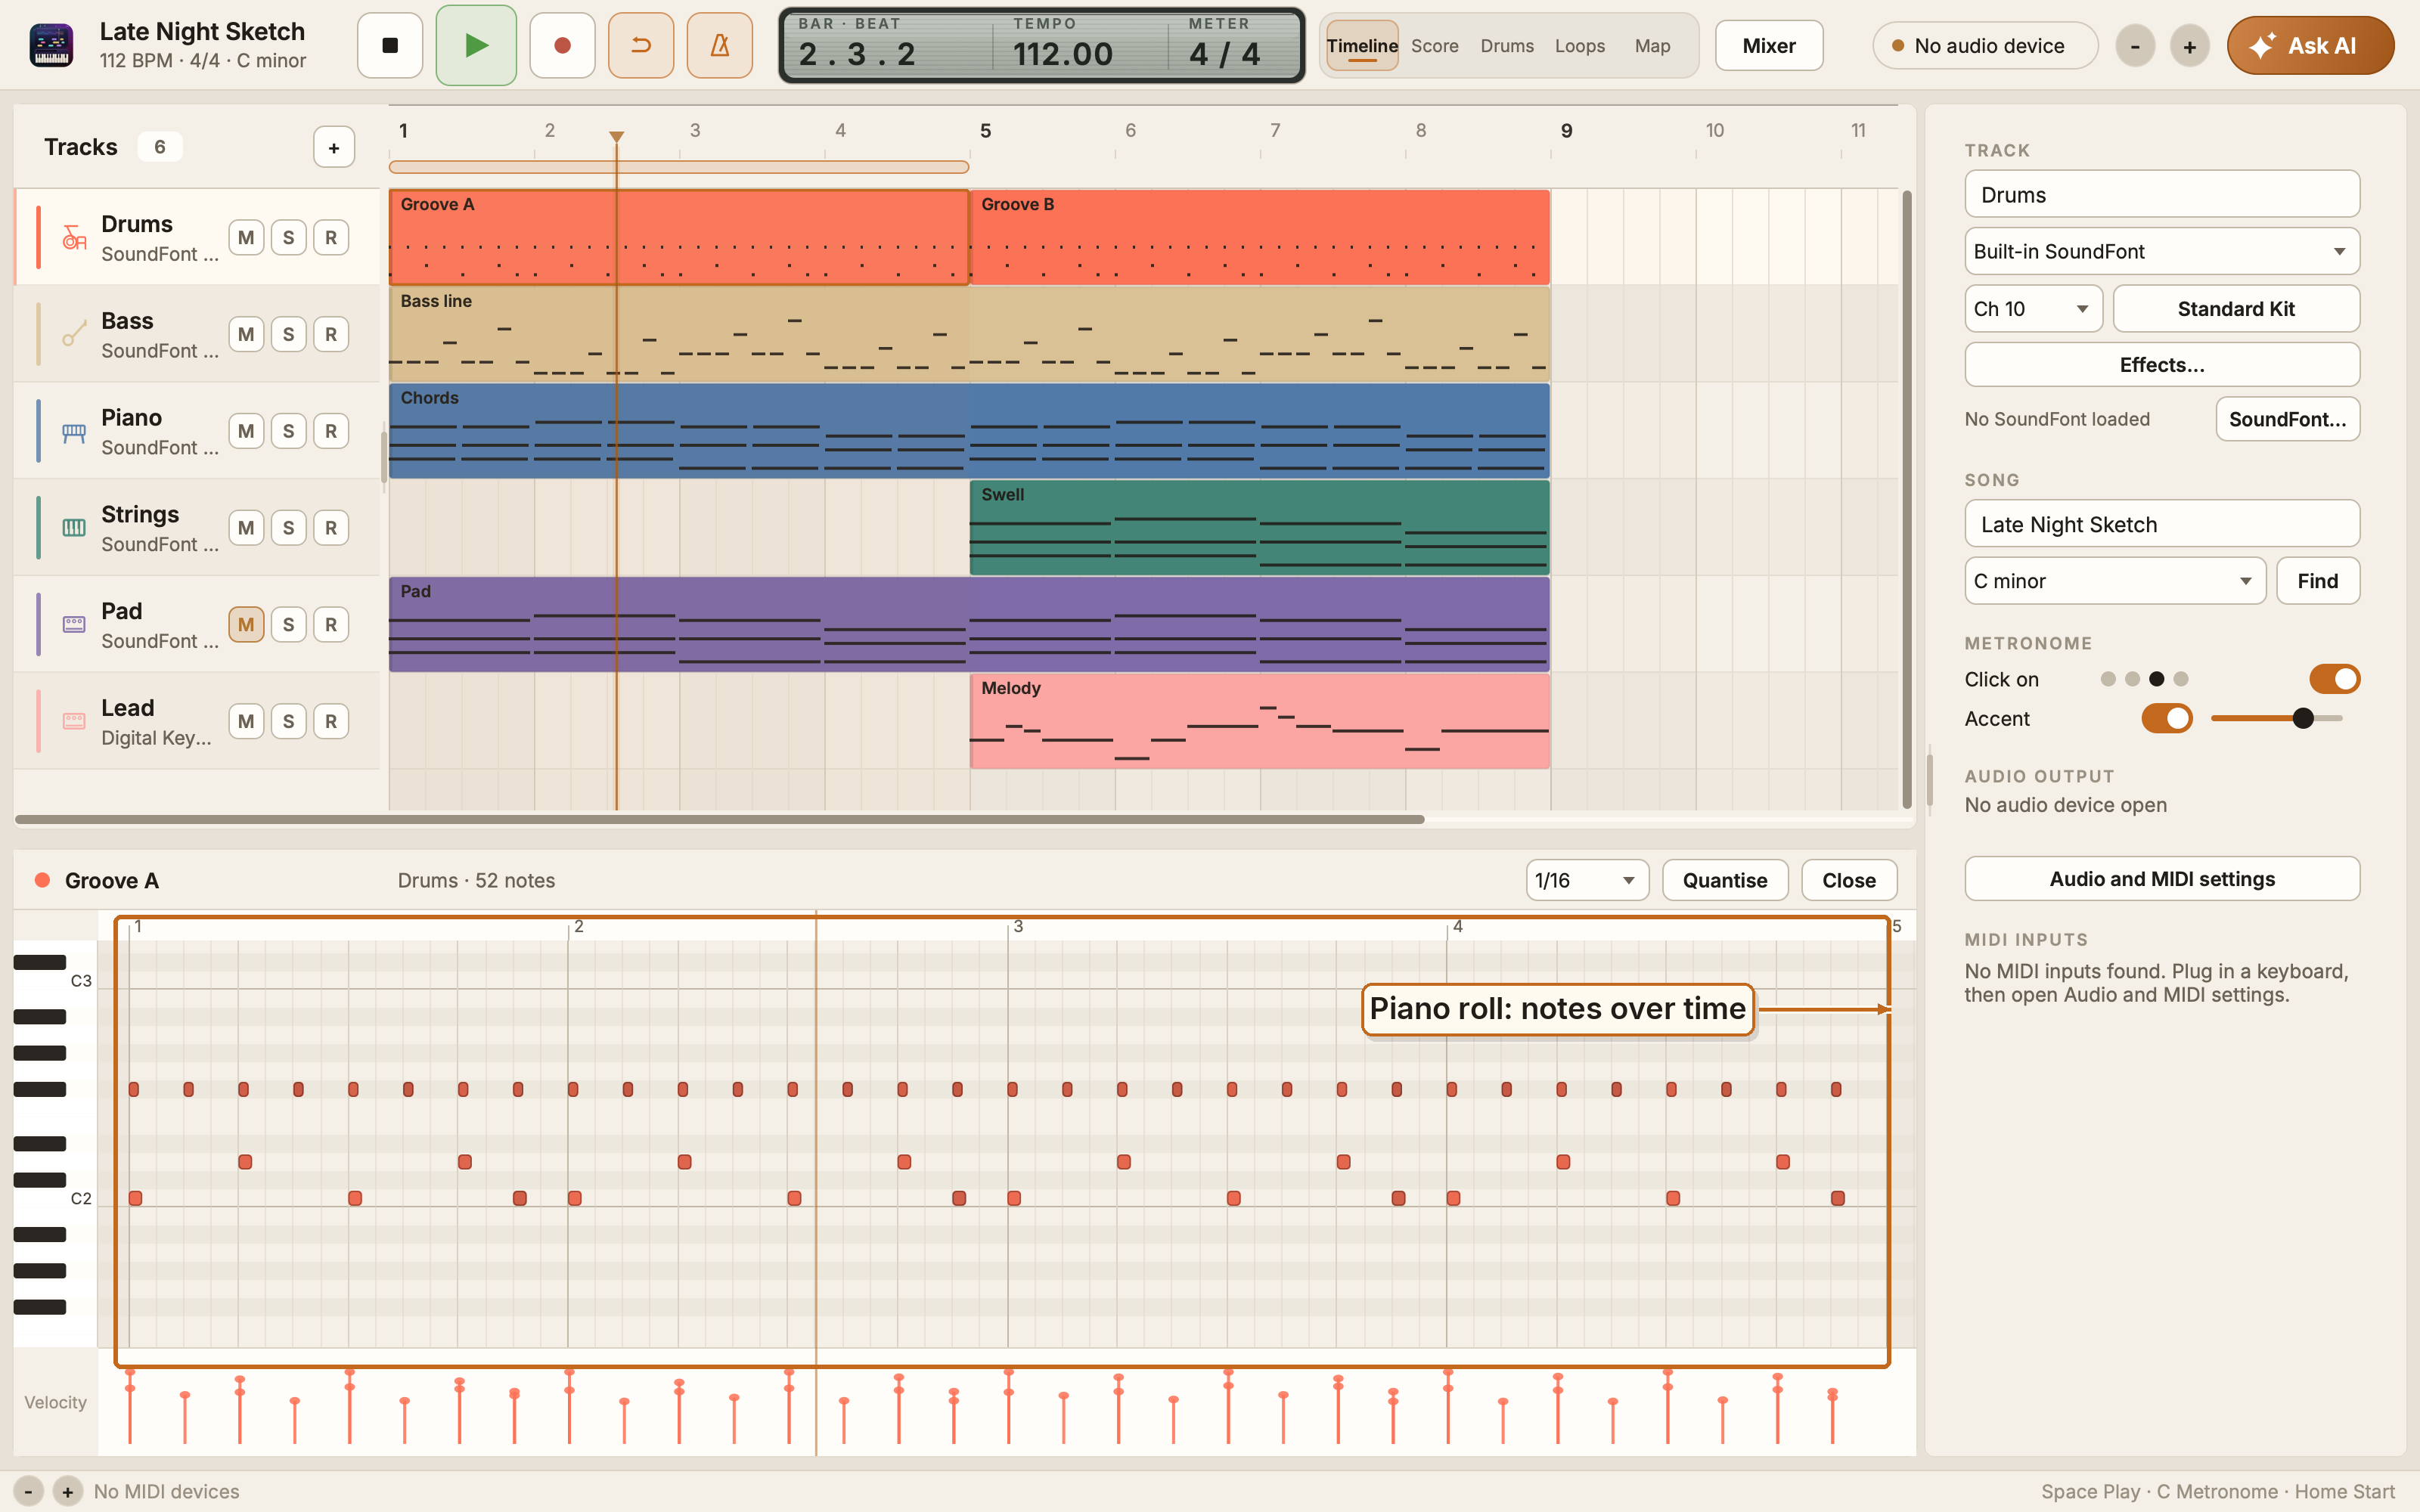 Late Night Sketch
112 BPM · 4/4 · C minor
BAR · BEAT
2 . 3 . 2
TEMPO
112.00
METER
4 / 4
Timeline
Score
Drums
Loops
Map
Mixer
No audio device
-
+
Ask AI
Tracks
6
+
1
2
3
4
5
6
7
8
9
10
11
Drums
SoundFont ...
M
S
R
Groove A
Groove B
Bass
SoundFont ...
M
S
R
Bass line
Piano
SoundFont ...
M
S
R
Chords
Strings
SoundFont ...
M
S
R
Swell
Pad
SoundFont ...
M
S
R
Pad
Lead
Digital Key...
M
S
R
Melody
TRACK
Drums
Built-in SoundFont
Ch 10
Standard Kit
Effects...
No SoundFont loaded
SoundFont...
SONG
Late Night Sketch
C minor
Find
METRONOME
Click on
Accent
AUDIO OUTPUT
No audio device open
Audio and MIDI settings
MIDI INPUTS
No MIDI inputs found. Plug in a keyboard,
then open Audio and MIDI settings.
Groove A
Drums · 52 notes
1/16
Quantise
Close
1
2
3
4
5
C3
Piano roll: notes over time
C2
Velocity
-
+
No MIDI devices
Space Play · C Metronome · Home Start